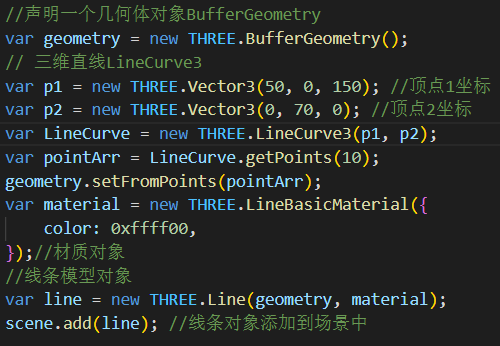 //声明一个几何体对象BufferGeometry
var geometry = new THREE.BufferGeometry();
// 三维直线LineCurve3
var p1 = new THREE.Vector3(50, 0, 150); //顶点1坐标
var p2 = new THREE.Vector3(0, 70, 0); //顶点2坐标
var LineCurve = new THREE.LineCurve3(p1, p2);
var pointArr = LineCurve.getPoints(10);
geometry.setFromPoints(pointArr);
var material = new THREE.LineBasicMaterial({
    color: 0xffff00,
});//材质对象
//线条模型对象
var line = new THREE.Line(geometry, material);
scene.add(line); //线条对象添加到场景中